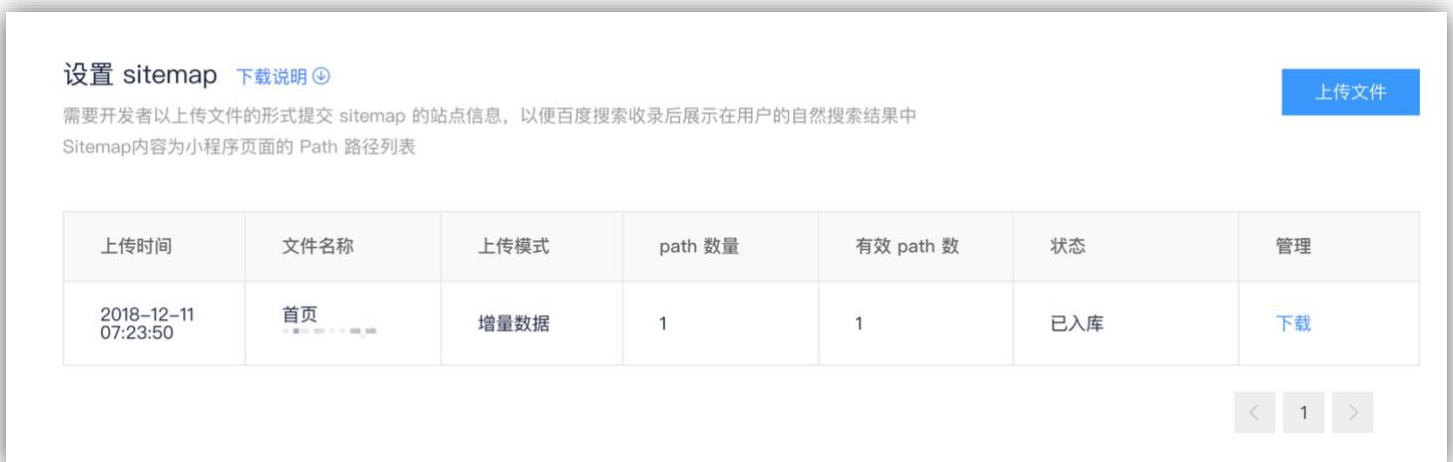 设置 sitemap 下载说明
上传文件
需要开发者以上传文件的形式提交 sitemap 的站点信息，以便百度搜索收录后展示在用户的自然搜索结果中
Sitemap内容为小程序页面的 Path 路径列表
上传时间 文件名称 上传模式 path 数量 有效 path 数 状态 管理
2018-12-11 首页 增量数据 1 1 已入库 下载
07:23:50
< 1 >